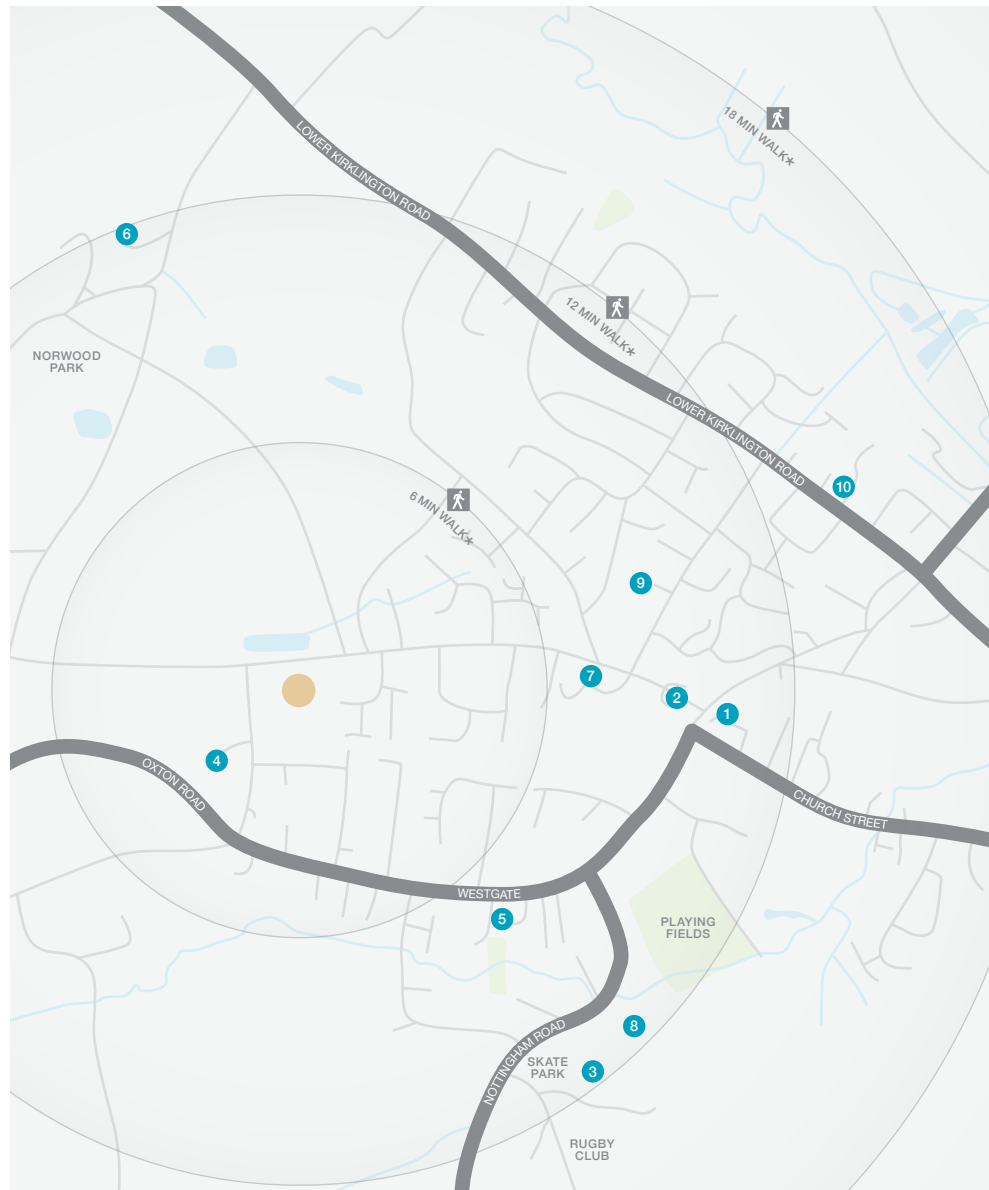 18 MIN WALK*
LOWER KIRKLINGTON ROAD
6
12 MIN WALK*
NORWOOD
PARK
LOWER KIRKLINGTON ROAD
10
6 MIN WALK*
9
7
2
1
4
OXTON ROAD
CHURCH STREET
WESTGATE
5
PLAYING
FIELDS
8
NOTTINGHAM ROAD
SKATE
PARK
3
RUGBY
CLUB